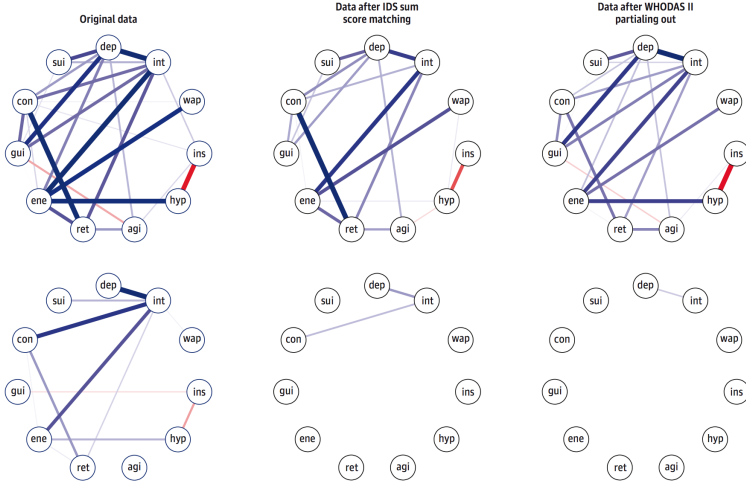 Original data
Data after IDS sum
score matching
Data after WHODAS II
partialing out
dep
sui
int
con
wap
gui
ins
ene
hyp
ret
agi
dep
sui
int
con
wap
gui
ins
ene
hyp
ret
agi
dep
sui
int
con
wap
gui
ins
ene
hyp
ret
agi
dep
sui
int
con
wap
gui
ins
ene
hyp
ret
agi
dep
sui
int
con
wap
gui
ins
ene
hyp
ret
agi
dep
sui
int
con
wap
gui
ins
ene
hyp
ret
agi